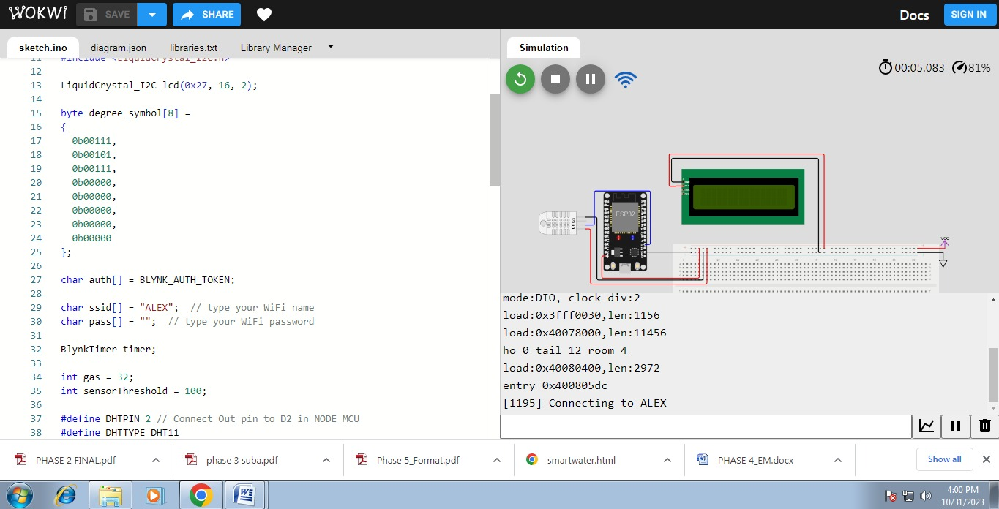 WOKWi SAVE SHARE Docs SIGN IN
sketch.ino diagram.json libraries.txt Library Manager Simulation
11 #include <LiquidCrystal_I2C.h>
12
13 LiquidCrystal_I2C lcd(0x27, 16, 2);
14
15 byte degree_symbol[8] =
16 {
17 0b00111,
18 0b00101,
19 0b00111,
20 0b00000,
21 0b00000,
22 0b00000,
23 0b00000,
24 0b00000
25 };
26
27 char auth[] = BLYNK_AUTH_TOKEN;
28
29 char ssid[] = "ALEX"; // type your WiFi name
30 char pass[] = ""; // type your WiFi password
31
32 BlynkTimer timer;
33
34 int gas = 32;
35 int sensorThreshold = 100;
36
37 #define DHTPIN 2 // Connect Out pin to D2 in NODE MCU
38 #define DHTTYPE DHT11
00:05.083 81%
ESP32
DHT22
VCC
mode:DIO, clock div:2
load:0x3fff0030,len:1156
load:0x40078000,len:11456
ho 0 tail 12 room 4
load:0x40080400,len:2972
entry 0x400805dc
[1195] Connecting to ALEX
PHASE 2 FINAL.pdf phase 3 suba.pdf Phase 5_Format.pdf smartwater.html PHASE 4_EM.docx Show all
4:00 PM
10/31/2023